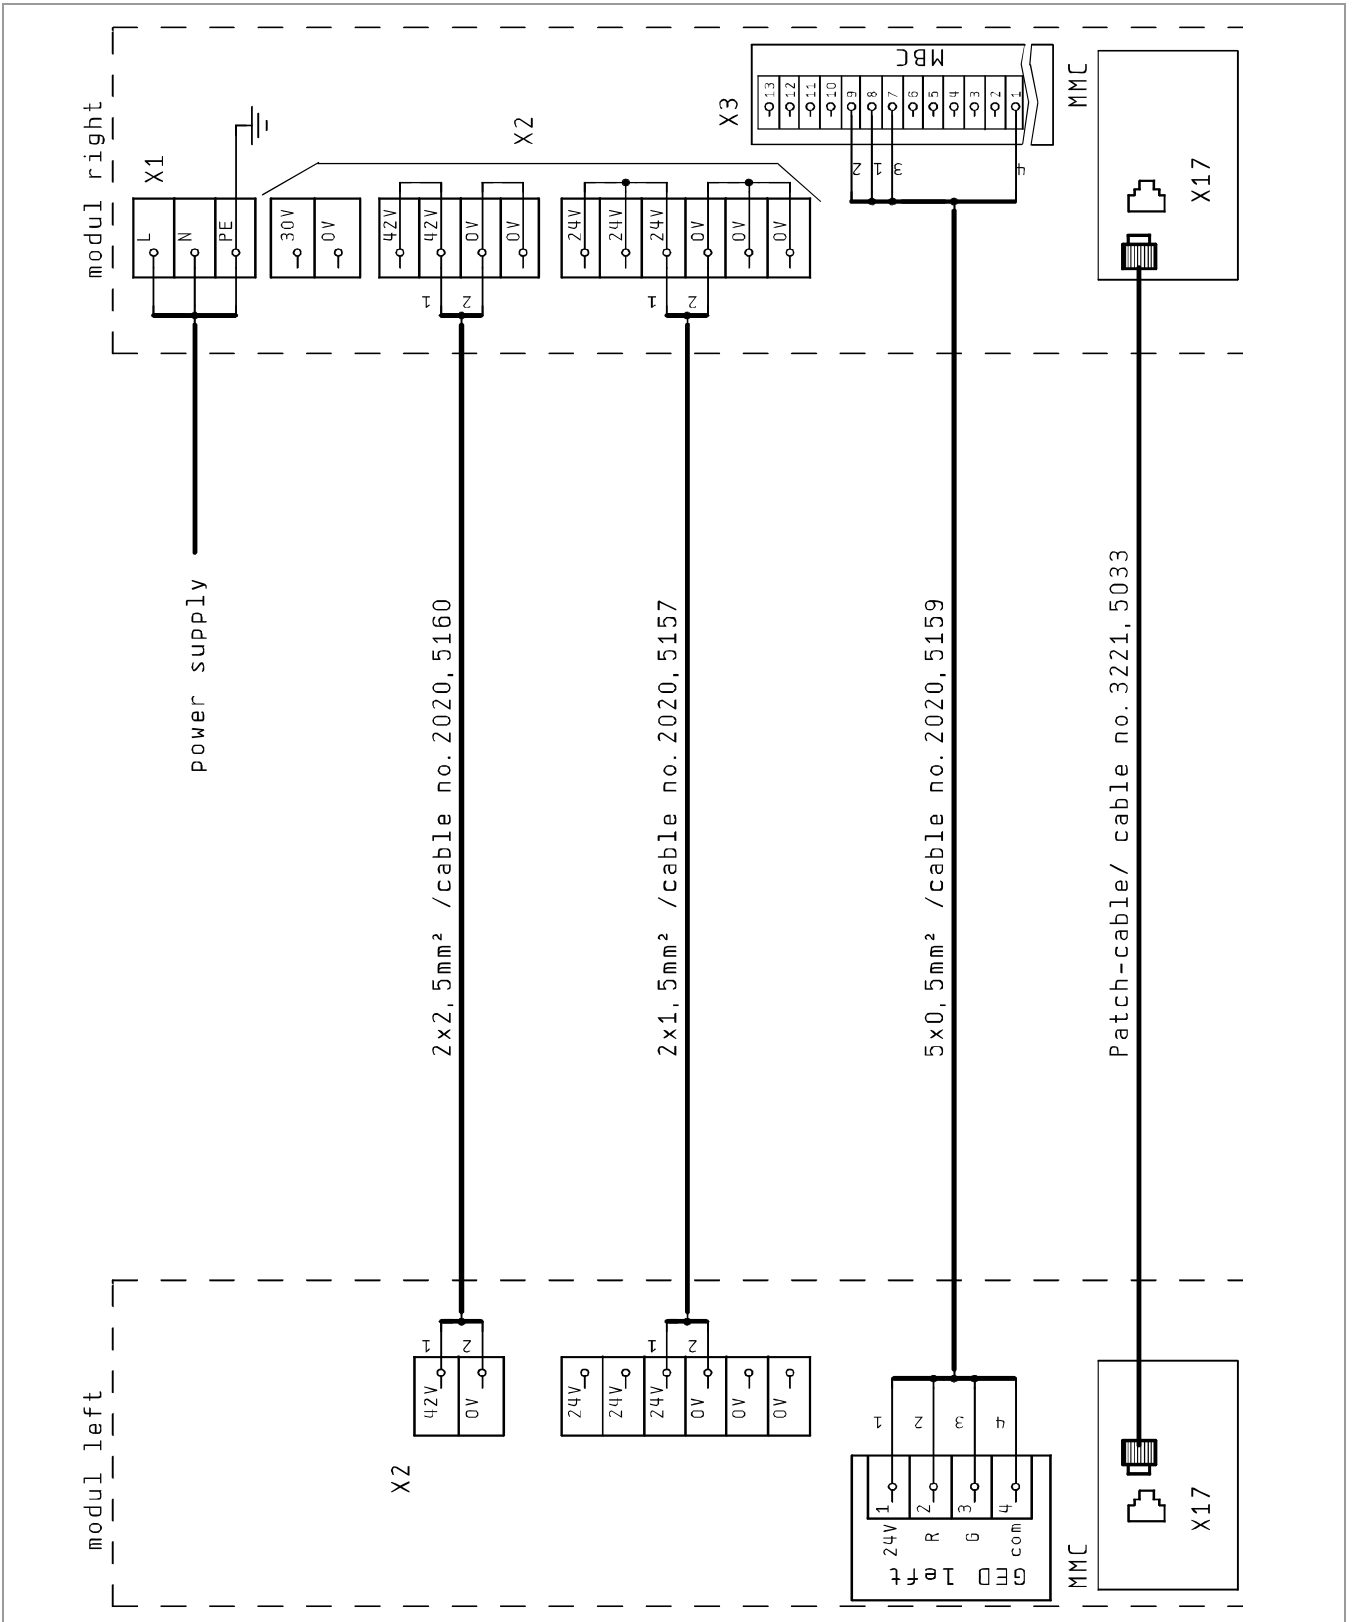 modul right
X1
L
N
PE
X2
30V
0V
42V
42V
0V
0V
24V
24V
24V
0V
0V
0V
1
2
1
2
X3
MBC
13
12
11
10
9
8
7
6
5
4
3
2
1
2
1
3
4
MMC
X17
power supply
2x2,5mm² /cable no. 2020,5160
2x1,5mm² /cable no. 2020,5157
5x0,5mm² /cable no. 2020,5159
Patch-cable/ cable no. 3221,5033
modul left
X2
1
2
42V
0V
1
2
24V
24V
24V
0V
0V
0V
1
2
3
4
1
2
3
4
24V
R
G
com
GED left
MMC
X17